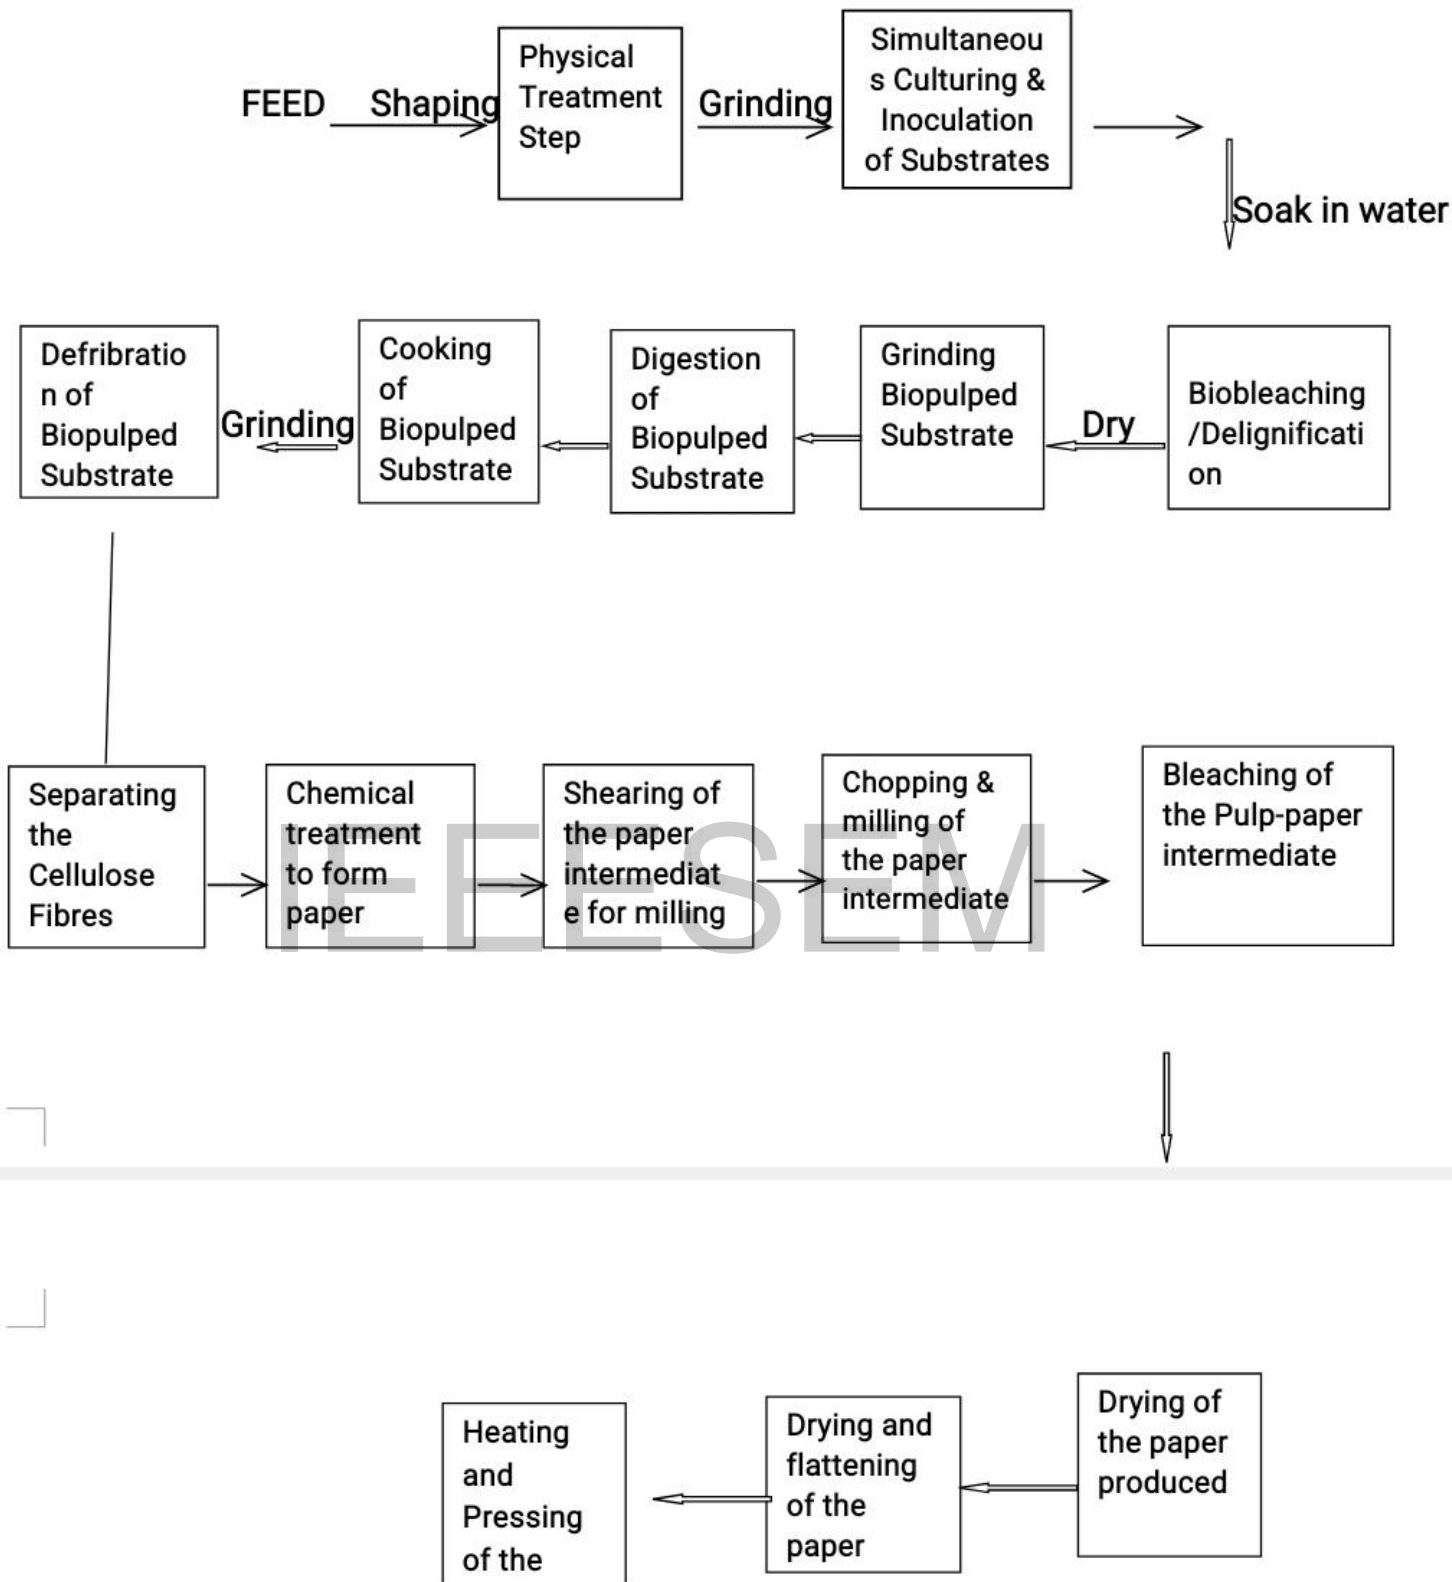 FEED
Shaping
Physical
Treatment
Step
Grinding
Simultaneou
s Culturing &
Inoculation
of Substrates
Soak in water
Biobleaching
/Delignificati
on
Dry
Grinding
Biopulped
Substrate
Digestion
of
Biopulped
Substrate
Cooking
of
Biopulped
Substrate
Grinding
Defribratio
n of
Biopulped
Substrate
Separating
the
Cellulose
Fibres
Chemical
treatment
to form
paper
Shearing of
the paper
intermediat
e for milling
Chopping &
milling of
the paper
intermediate
Bleaching of
the Pulp-paper
intermediate
IEEESEM
Drying of
the paper
produced
Drying and
flattening
of the
paper
Heating
and
Pressing
of the